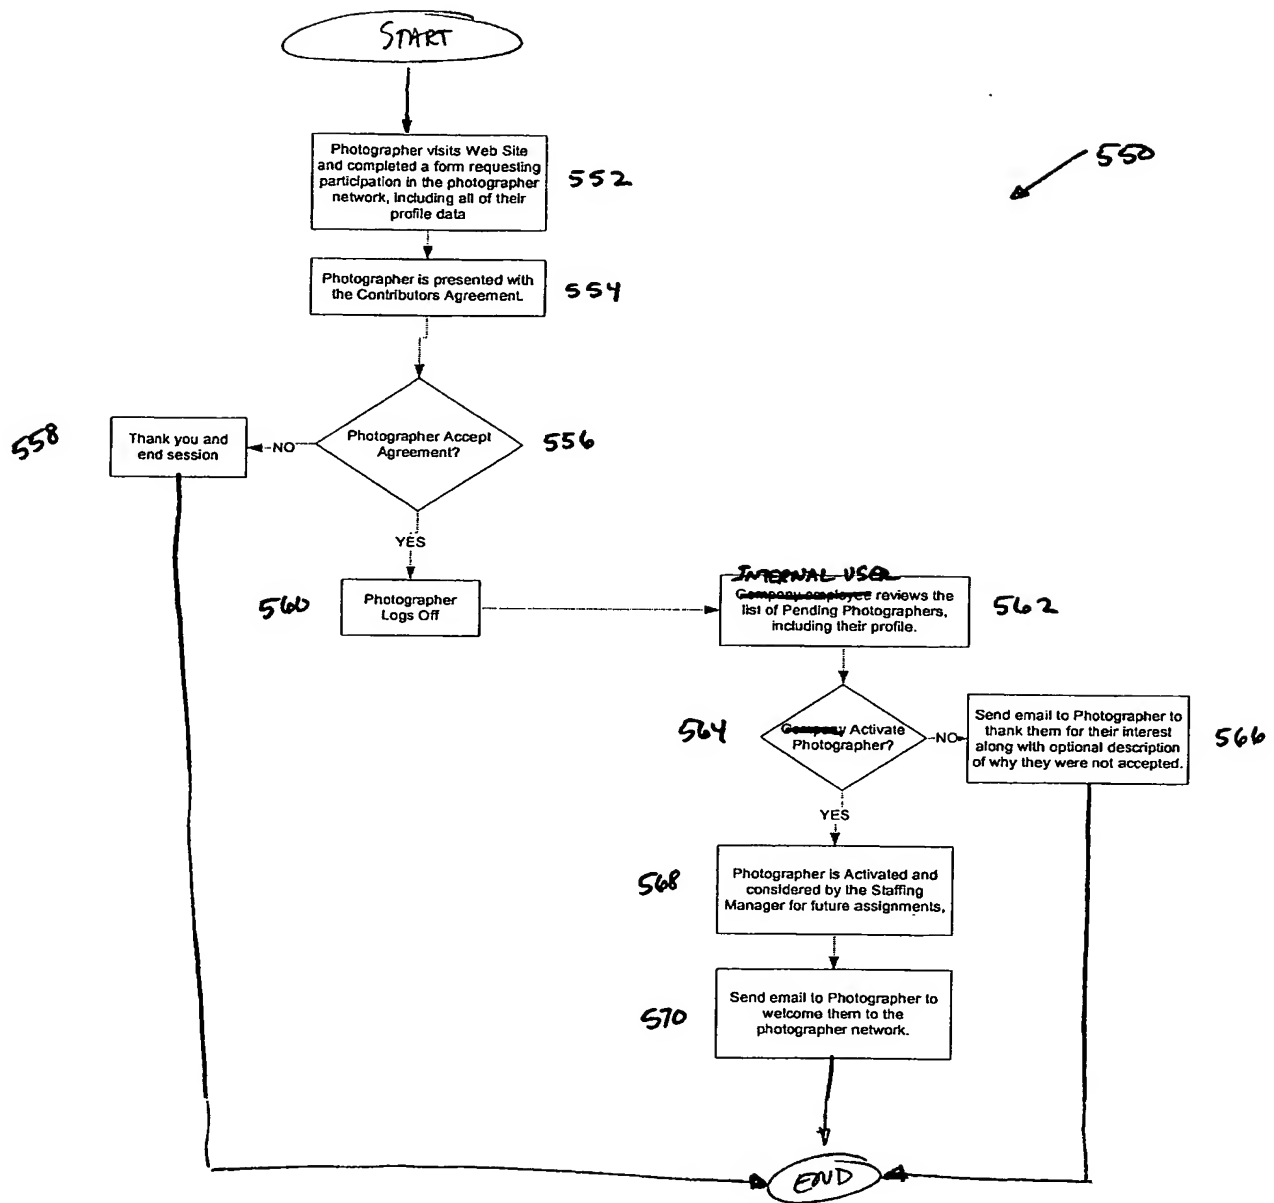 START
550
Photographer visits Web Site
and completed a form requesting
participation in the photographer
network, including all of their
profile data
552
Photographer is presented with
the Contributors Agreement.
554
Photographer Accept
Agreement?
556
NO
558
Thank you and
end session
YES
560
Photographer
Logs Off
INTERNAL USER
Company employee reviews the
list of Pending Photographers,
including their profile.
562
564
Company Activate
Photographer?
NO
Send email to Photographer to
thank them for their interest
along with optional description
of why they were not accepted.
566
YES
568
Photographer is Activated and
considered by the Staffing
Manager for future assignments,
570
Send email to Photographer to
welcome them to the
photographer network.
END